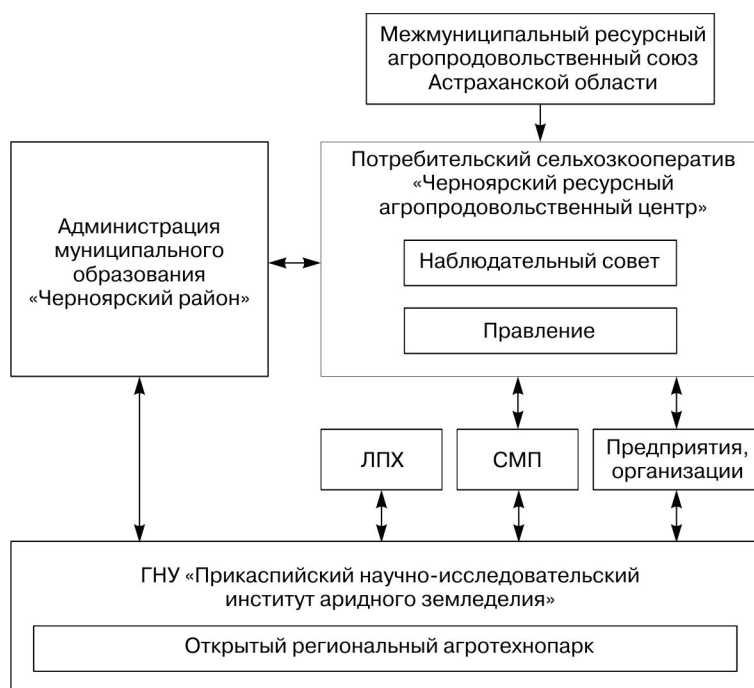 Межмуниципальный ресурсный
агропродовольственный союз
Астраханской области
Администрация
муниципального
образования
«Черноярский район»
Потребительский сельхозкооператив
«Черноярский ресурсный
агропродовольственный центр»
Наблюдательный совет
Правление
ЛПХ
СМП
Предприятия,
организации
ГНУ «Прикаспийский научно-исследовательский
институт аридного земледелия»
Открытый региональный агротехнопарк